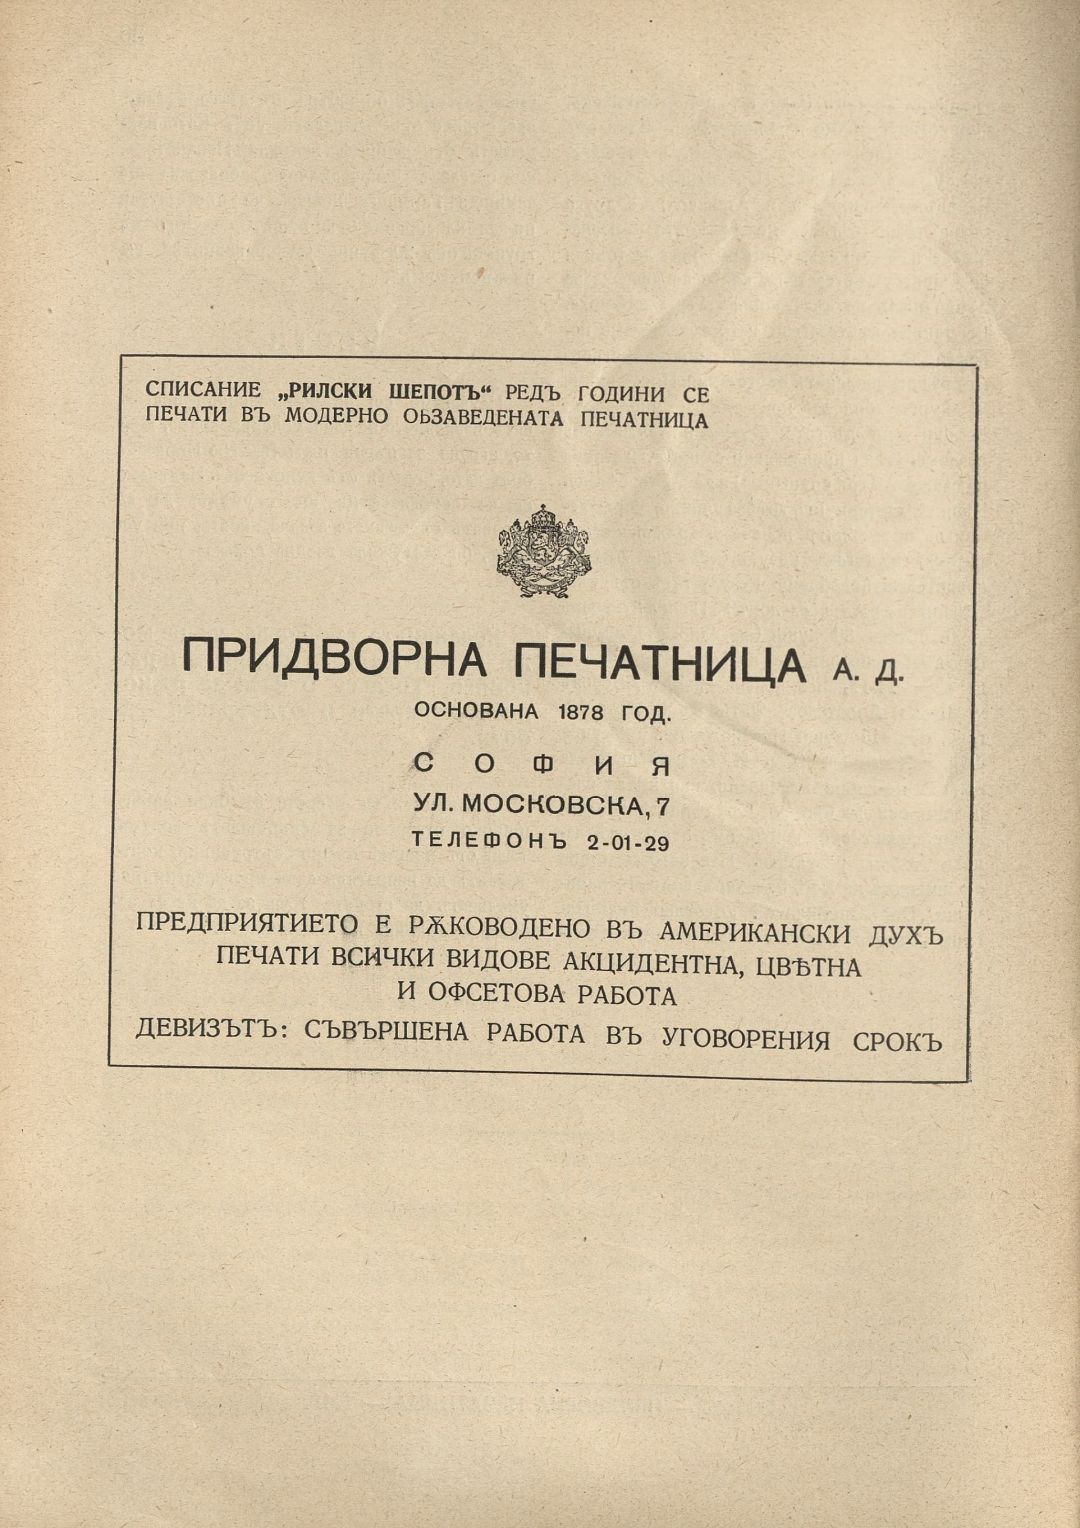 СПИСАНИЕ „РИЛСКИ ШЕПОТЪ“ РЕДЪ ГОДИНИ СЕ
ПЕЧАТИ ВЪ МОДЕРНО ОЬЗАВЕДЕНАТА ПЕЧАТНИЦА
ПРИДВОРНА ПЕЧАТНИЦА А. Д.
ОСНОВАНА 1878 ГОД.
СОФИЯ
УЛ. МОСКОВСКА, 7
ТЕЛЕФОНЪ 2-01-29
ПРЕДПРИЯТИЕТО Е РѪКОВОДЕНО ВЪ АМЕРИКАНСКИ ДУХЪ
ПЕЧАТИ ВСИЧКИ ВИДОВЕ АКЦИДЕНТНА, ЦВѢТНА
И ОФСЕТОВА РАБОТА
ДЕВИЗЪТЪ: СЪВЪРШЕНА РАБОТА ВЪ УГОВОРЕНИЯ СРОКЪ